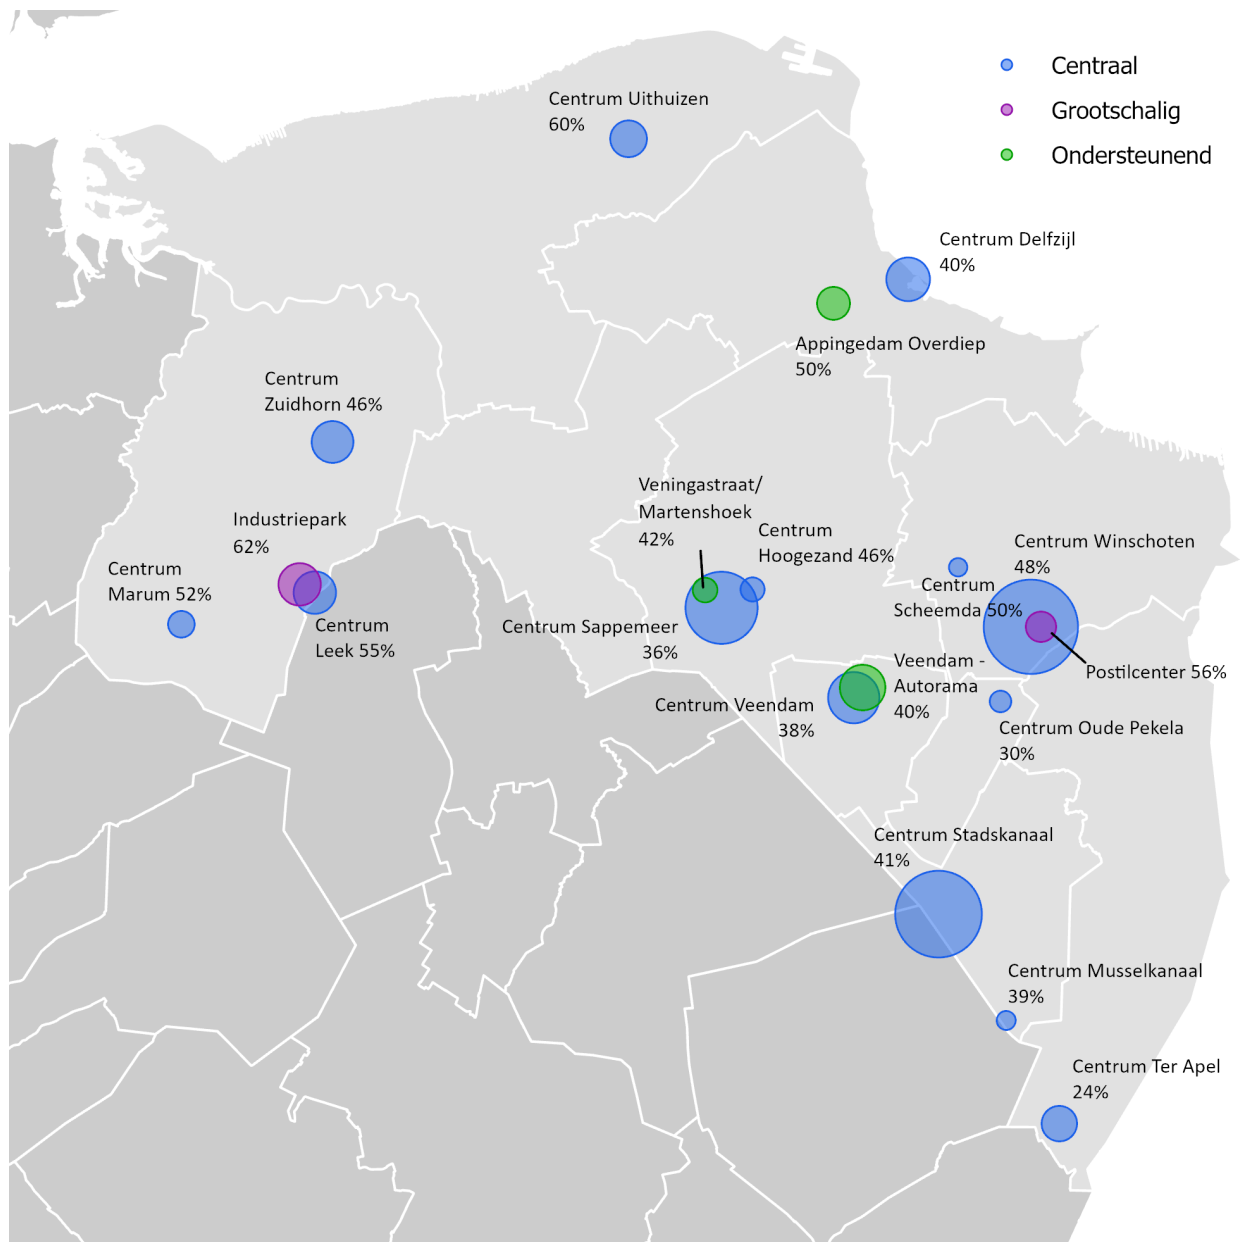 Centraal
Grootschalig
Ondersteunend
Centrum Uithuizen
60%
Centrum Delfzijl
40%
Appingedam Overdiep
50%
Centrum
Zuidhorn 46%
Veningastraat/
Martenshoek
42%
Centrum
Hoogezand 46%
Industriepark
62%
Centrum Winschoten
48%
Centrum
Marum 52%
Centrum
Scheemda 50%
Centrum
Leek 55%
Centrum Sappemeer
36%
Veendam -
Autorama
40%
Postilcenter 56%
Centrum Veendam
38%
Centrum Oude Pekela
30%
Centrum Stadskanaal
41%
Centrum Musselkanaal
39%
Centrum Ter Apel
24%